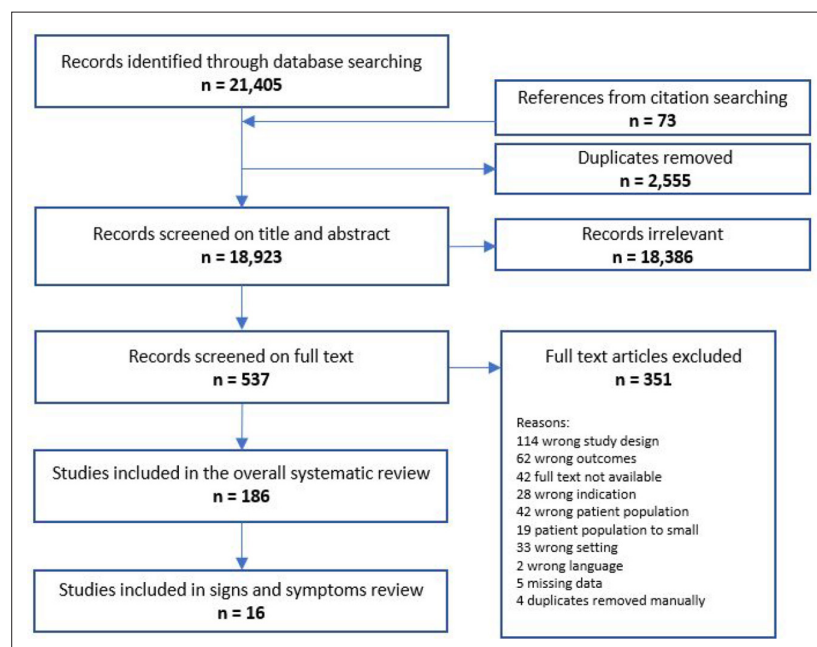 Records identified through database searching
n = 21,405
References from citation searching
n = 73
Duplicates removed
n = 2,555
Records screened on title and abstract
n = 18,923
Records irrelevant
n = 18,386
Records screened on full text
n = 537
Full text articles excluded
n = 351
Reasons:
114 wrong study design
62 wrong outcomes
42 full text not available
28 wrong indication
42 wrong patient population
19 patient population to small
33 wrong setting
2 wrong language
5 missing data
4 duplicates removed manually
Studies included in the overall systematic review
n = 186
Studies included in signs and symptoms review
n = 16